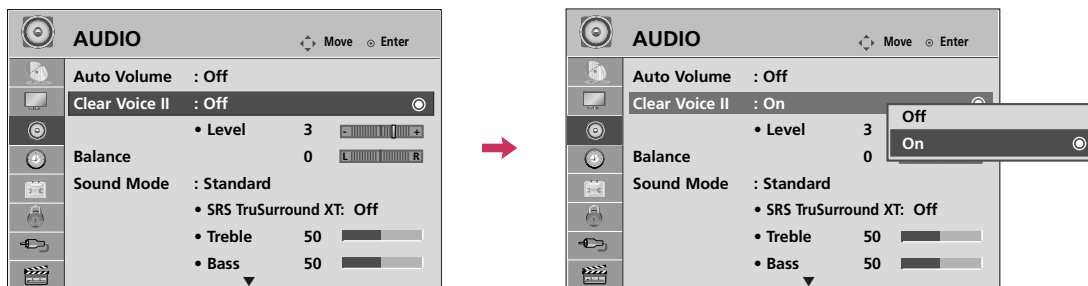 AUDIO
Move Enter
Auto Volume : Off
Clear Voice II : Off
• Level 3 - +
Balance 0 L R
Sound Mode : Standard
• SRS TruSurround XT: Off
• Treble 50
• Bass 50
AUDIO
Move Enter
Auto Volume : Off
Clear Voice II : On
• Level 3
Balance 0
Sound Mode : Standard
• SRS TruSurround XT: Off
• Treble 50
• Bass 50
Off
On